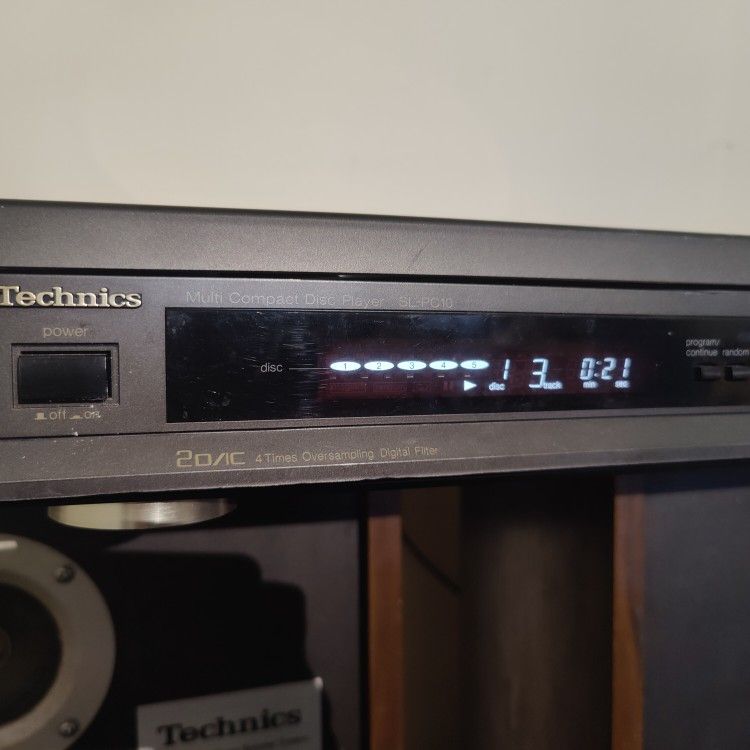 Technics
Multi Compact Disc Player SL-PC10
power
off on
disc
1 2 3 4 5
1 disc 3 track 0:21 min sec
program/
continue random
2D/IC 4 Times Oversampling Digital Filter
Technics